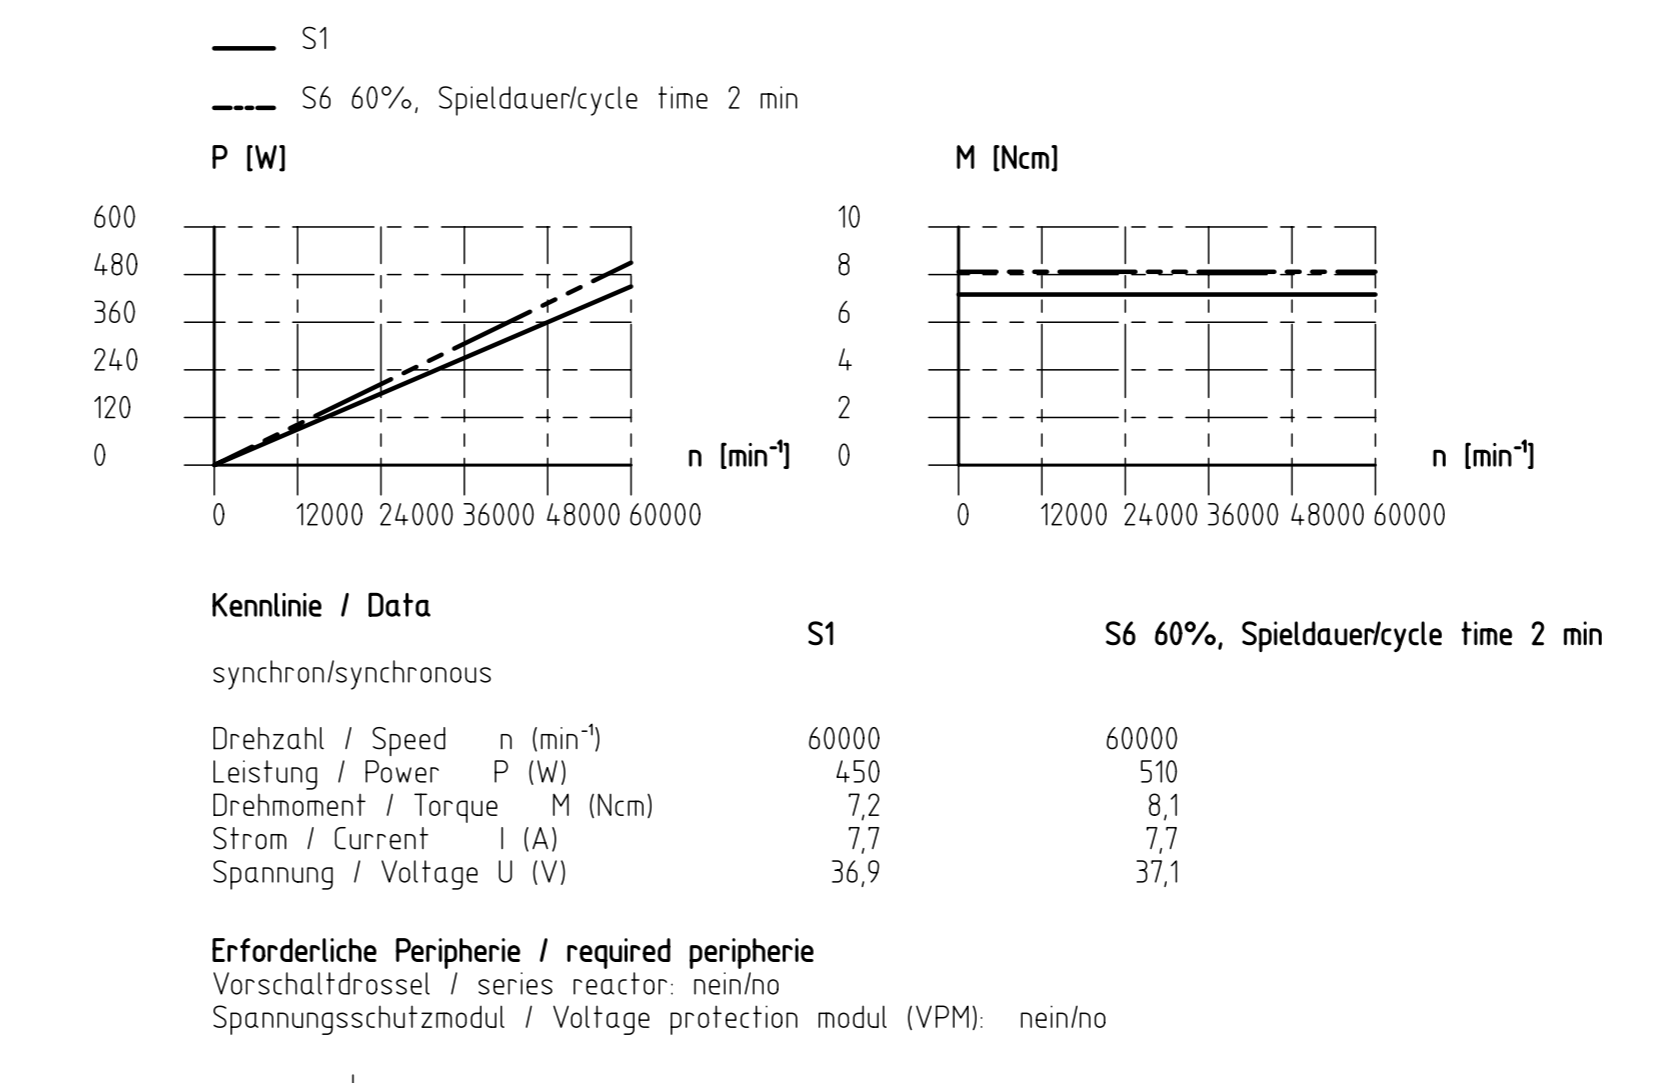 S1
S6 60%, Spieldauer/cycle time 2 min
P [W]
600
480
360
240
120
0
n [min⁻¹]
0 12000 24000 36000 48000 60000
M [Ncm]
10
8
6
4
2
0
n [min⁻¹]
0 12000 24000 36000 48000 60000
Kennlinie / Data
S1 S6 60%, Spieldauer/cycle time 2 min
synchron/synchronous
Drehzahl / Speed n (min⁻¹) 60000 60000
Leistung / Power P (W) 450 510
Drehmoment / Torque M (Ncm) 7,2 8,1
Strom / Current I (A) 7,7 7,7
Spannung / Voltage U (V) 36,9 37,1
Erforderliche Peripherie / required peripherie
Vorschaltdrossel / series reactor: nein/no
Spannungsschutzmodul / Voltage protection modul (VPM): nein/no